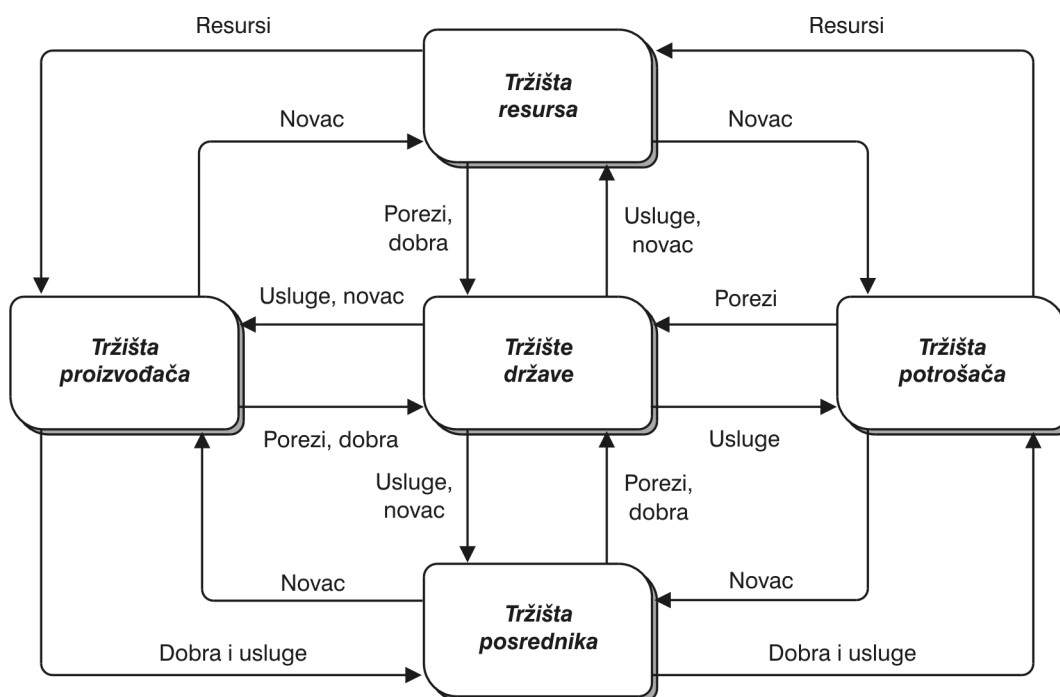 Resursi
Resursi
Tržišta
resursa
Novac
Novac
Porezi,
dobra
Usluge,
novac
Usluge, novac
Porezi
Tržišta
proizvođača
Tržište
države
Tržišta
potrošača
Porezi, dobra
Usluge
Usluge,
novac
Porezi,
dobra
Novac
Novac
Tržišta
posrednika
Dobra i usluge
Dobra i usluge